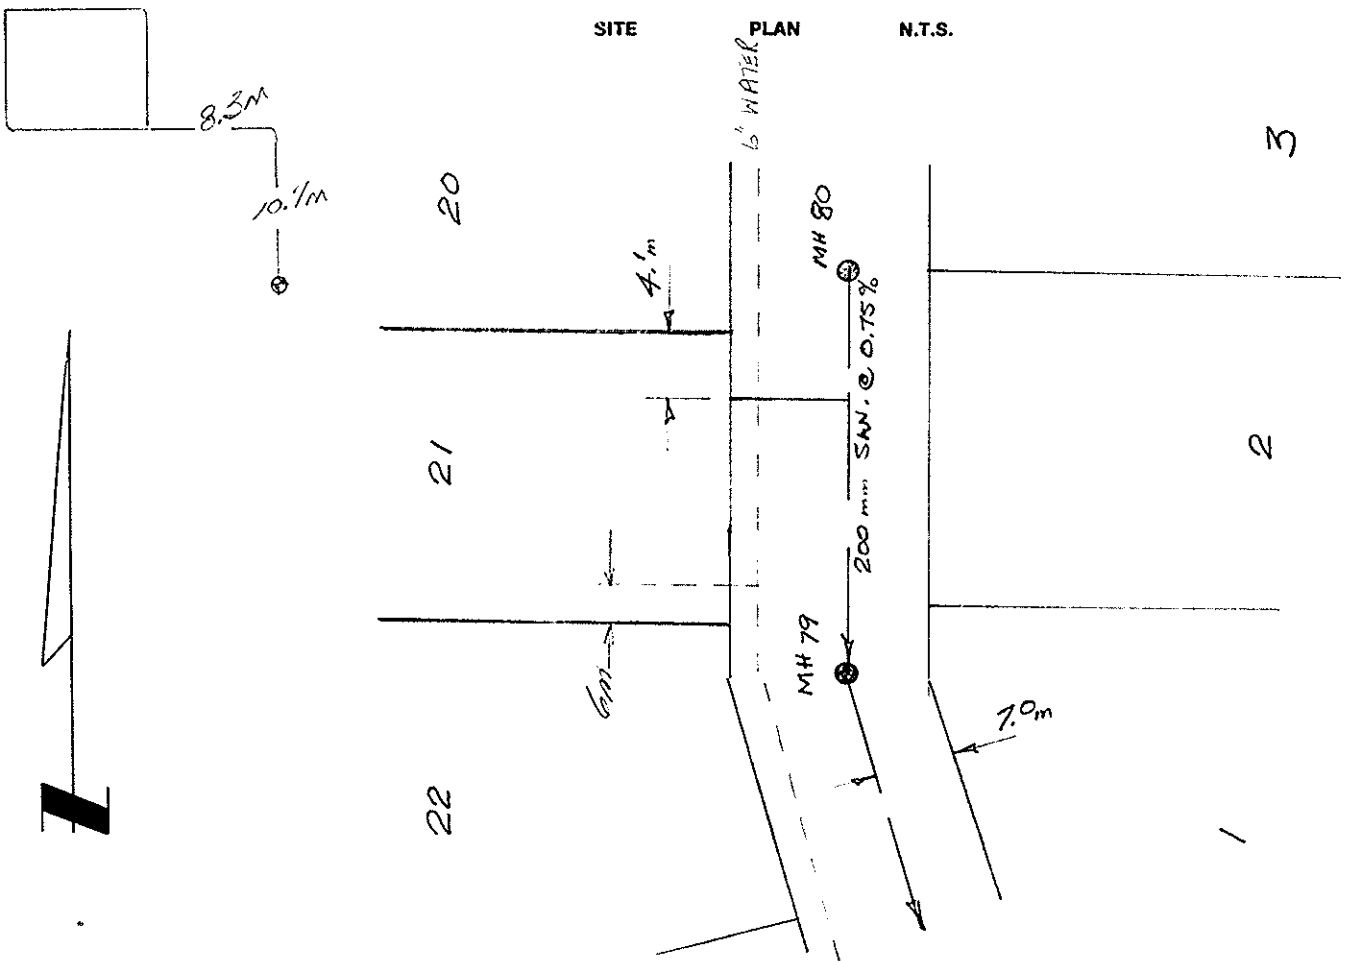 SITE PLAN N.T.S.
6" WATER
8.3M
10.1M
20
3
MH 80
4.1m
200 mm SAN. @ 0.75%
21
2
MH 79
6m
7.0m
22
1
N